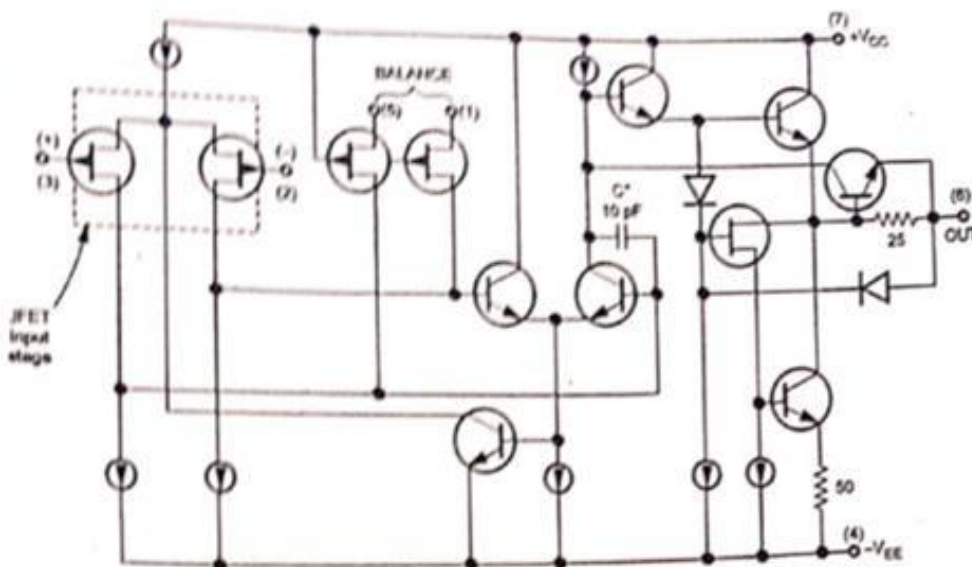 (7)
+VCC
BALANCE
(5) (1)
(+)
(3)
(-)
(2)
C*
10 pF
(6)
OUT
25
JFET
input
stage
50
(4)
-VEE